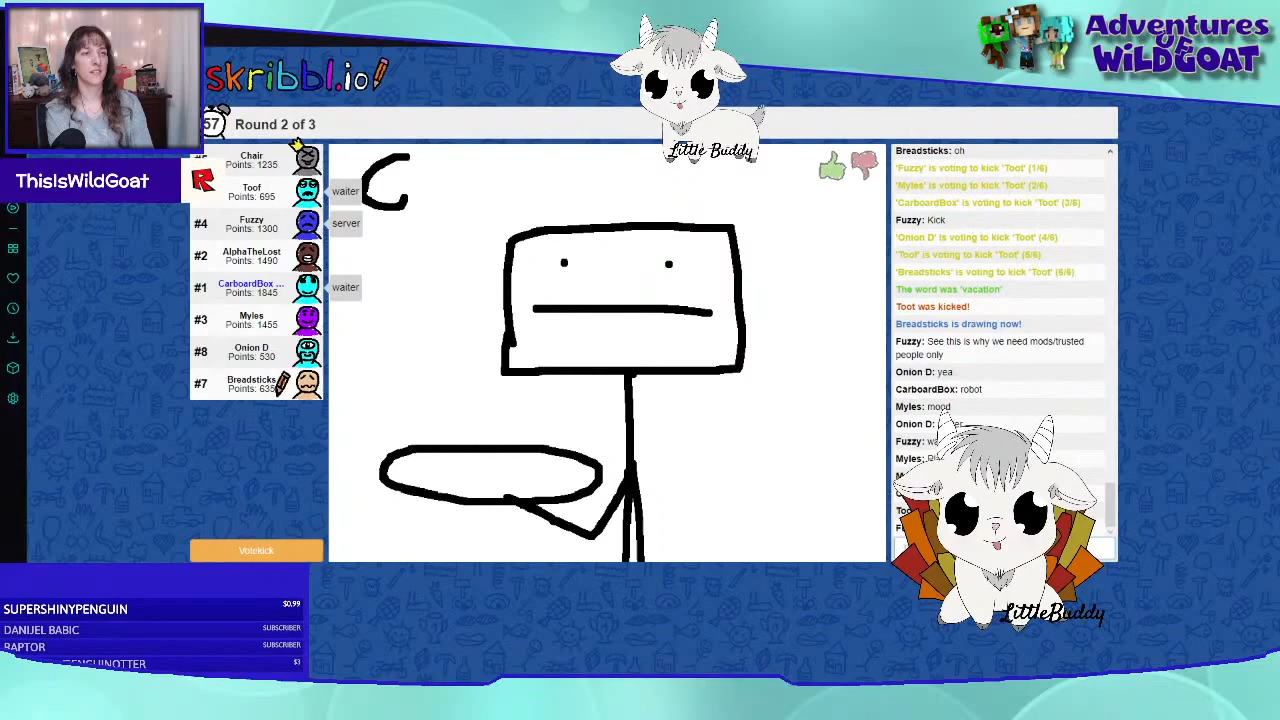 Adventures
OF
WiLDGOAT
skribbl.io
57
Round 2 of 3
Little Buddy
ThisIsWildGoat
Chair
Points: 1235
Toof
Points: 695
waiter
#4
Fuzzy
Points: 1300
server
#2
AlphaTheLost
Points: 1490
#1
CarboardBox ...
Points: 1845
waiter
#3
Myles
Points: 1455
#8
Onion D
Points: 530
#7
Breadsticks
Points: 635
Votekick
Breadsticks: oh
'Fuzzy' is voting to kick 'Toot' (1/6)
'Myles' is voting to kick 'Toot' (2/6)
'CarboardBox' is voting to kick 'Toot' (3/6)
Fuzzy: Kick
'Onion D' is voting to kick 'Toot' (4/6)
'Toof' is voting to kick 'Toot' (5/6)
'Breadsticks' is voting to kick 'Toot' (6/6)
The word was 'vacation'
Toot was kicked!
Breadsticks is drawing now!
Fuzzy: See this is why we need mods/trusted
people only
Onion D: yea
CarboardBox: robot
Myles: mood
Onion D:
Fuzzy:
Myles:
LittleBuddy
SUPERSHINYPENGUIN $0.99
DANIJEL BABIC SUBSCRIBER
RAPTOR SUBSCRIBER
$3